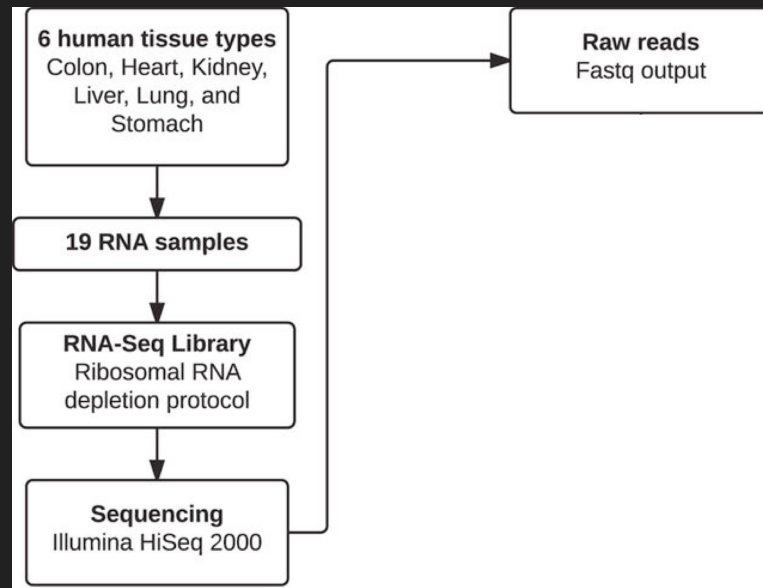 6 human tissue types
Colon, Heart, Kidney,
Liver, Lung, and
Stomach
19 RNA samples
RNA-Seq Library
Ribosomal RNA
depletion protocol
Sequencing
Illumina HiSeq 2000
Raw reads
Fastq output